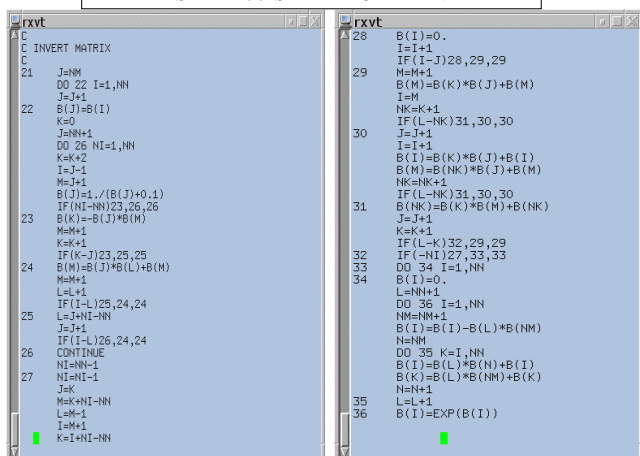 rxvt
C
C INVERT MATRIX
C
21 J=NM
DO 22 I=1,NN
J=J+1
22 B(J)=B(I)
K=0
J=NN+1
DO 26 NI=1,NN
K=K+2
I=J-1
M=J+1
B(J)=1./(B(J)+0.1)
IF(NI-NN)23,26,26
23 B(K)=-B(J)*B(M)
M=M+1
K=K+1
IF(K-J)23,25,25
24 B(M)=B(J)*B(L)+B(M)
M=M+1
L=L+1
IF(I-L)25,24,24
25 L=J+NI-NN
J=J+1
IF(I-L)26,24,24
26 CONTINUE
NI=NN-1
27 NI=NI-1
J=K
M=K+NI-NN
L=M-1
I=M+1
K=I+NI-NN
rxvt
28 B(I)=0.
I=I+1
IF(I-J)28,29,29
29 M=M+1
B(M)=B(K)*B(J)+B(M)
I=M
NK=K+1
IF(L-NK)31,30,30
30 J=J+1
I=I+1
B(I)=B(K)*B(J)+B(I)
B(M)=B(NK)*B(J)+B(M)
NK=NK+1
IF(L-NK)31,30,30
31 B(NK)=B(K)*B(M)+B(NK)
J=J+1
K=K+1
IF(L-K)32,29,29
32 IF(-NI)27,33,33
33 DO 34 I=1,NN
34 B(I)=0.
L=NN+1
DO 36 I=1,NN
NM=NM+1
B(I)=B(I)-B(L)*B(NM)
N=NM
DO 35 K=I,NN
B(I)=B(L)*B(N)+B(I)
B(K)=B(L)*B(NM)+B(K)
N=N+1
35 L=L+1
36 B(I)=EXP(B(I))